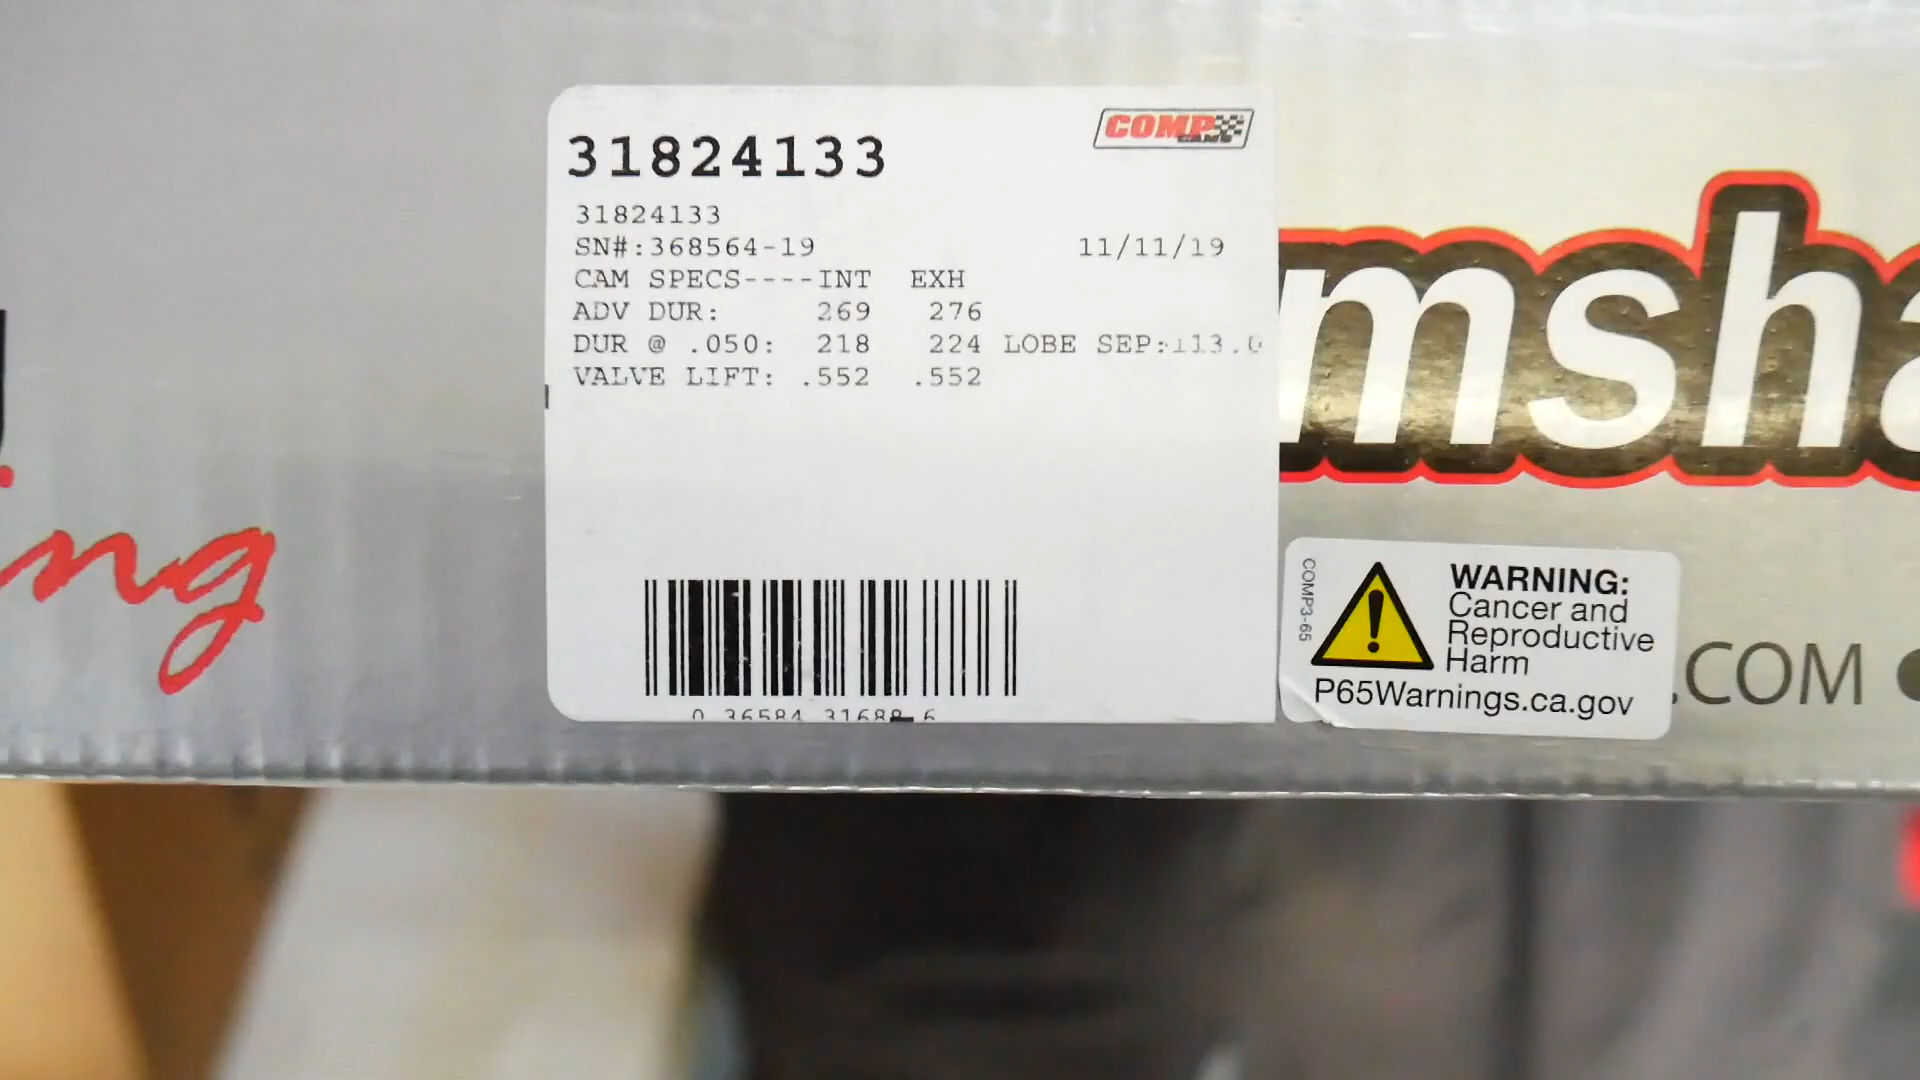 31824133
COMP CAMS
31824133
SN#:368564-19 11/11/19
CAM SPECS----INT EXH
ADV DUR: 269 276
DUR @ .050: 218 224 LOBE SEP:113.0
VALVE LIFT: .552 .552
0 36584 31688 6
msha
ng
COMP3-65
WARNING:
Cancer and
Reproductive
Harm
P65Warnings.ca.gov
.COM